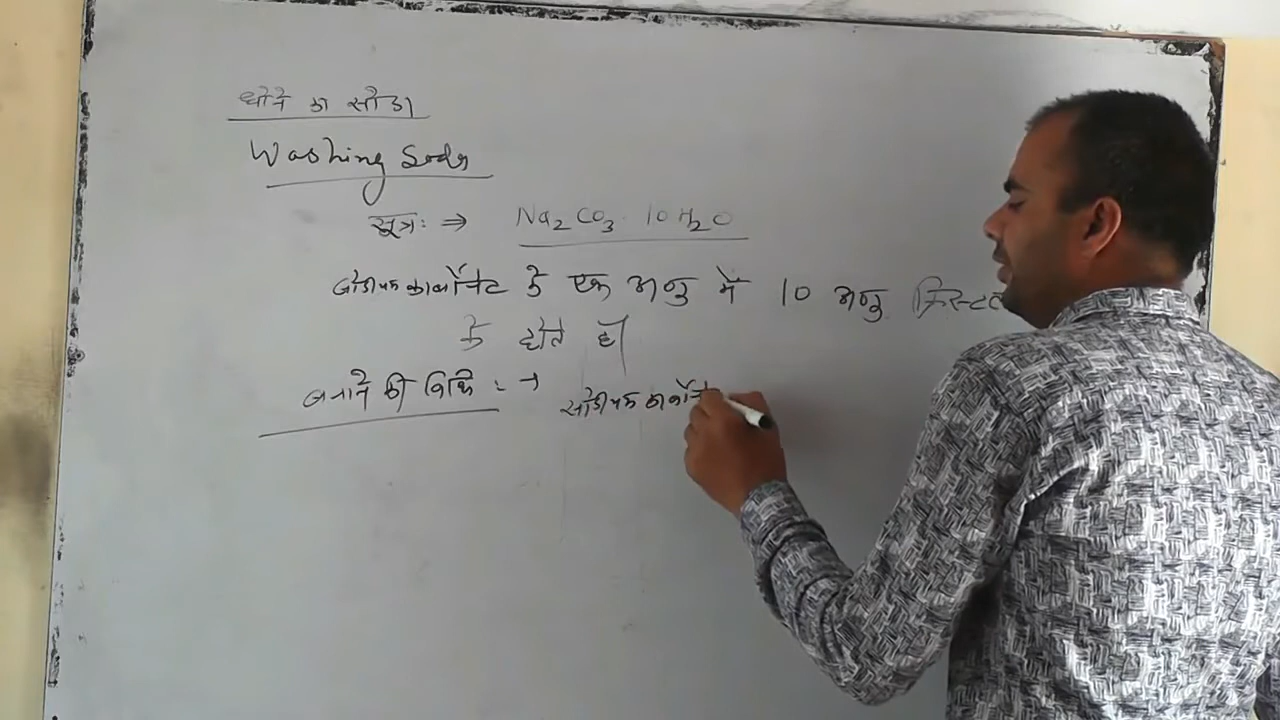 धोने का सोडा
Washing Soda
सूत्र: ⇒ Na₂CO₃ · 10H₂O
सोडियम कार्बोनेट के एक अणु में 10 अणु
के होते हैं
बनाने की विधि :→ सोडियम